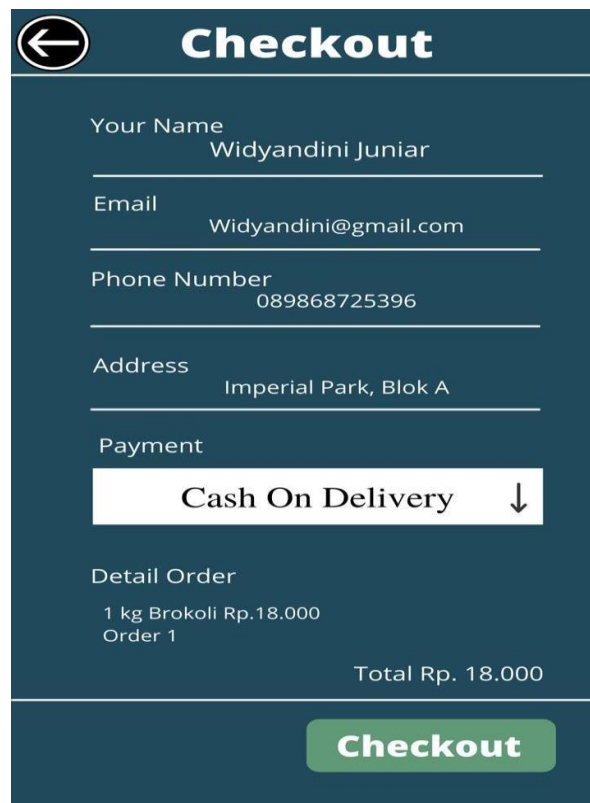 Checkout
Your Name
Widyandini Juniar
Email
Widyandini@gmail.com
Phone Number
089868725396
Address
Imperial Park, Blok A
Payment
Cash On Delivery ↓
Detail Order
1 kg Brokoli Rp.18.000
Order 1
Total Rp. 18.000
Checkout